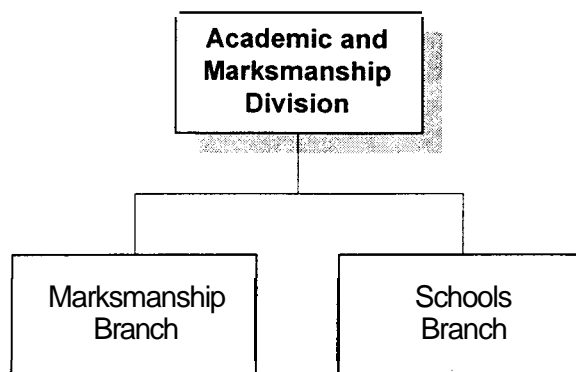 Academic and
Marksmanship
Division
Marksmanship
Branch
Schools
Branch